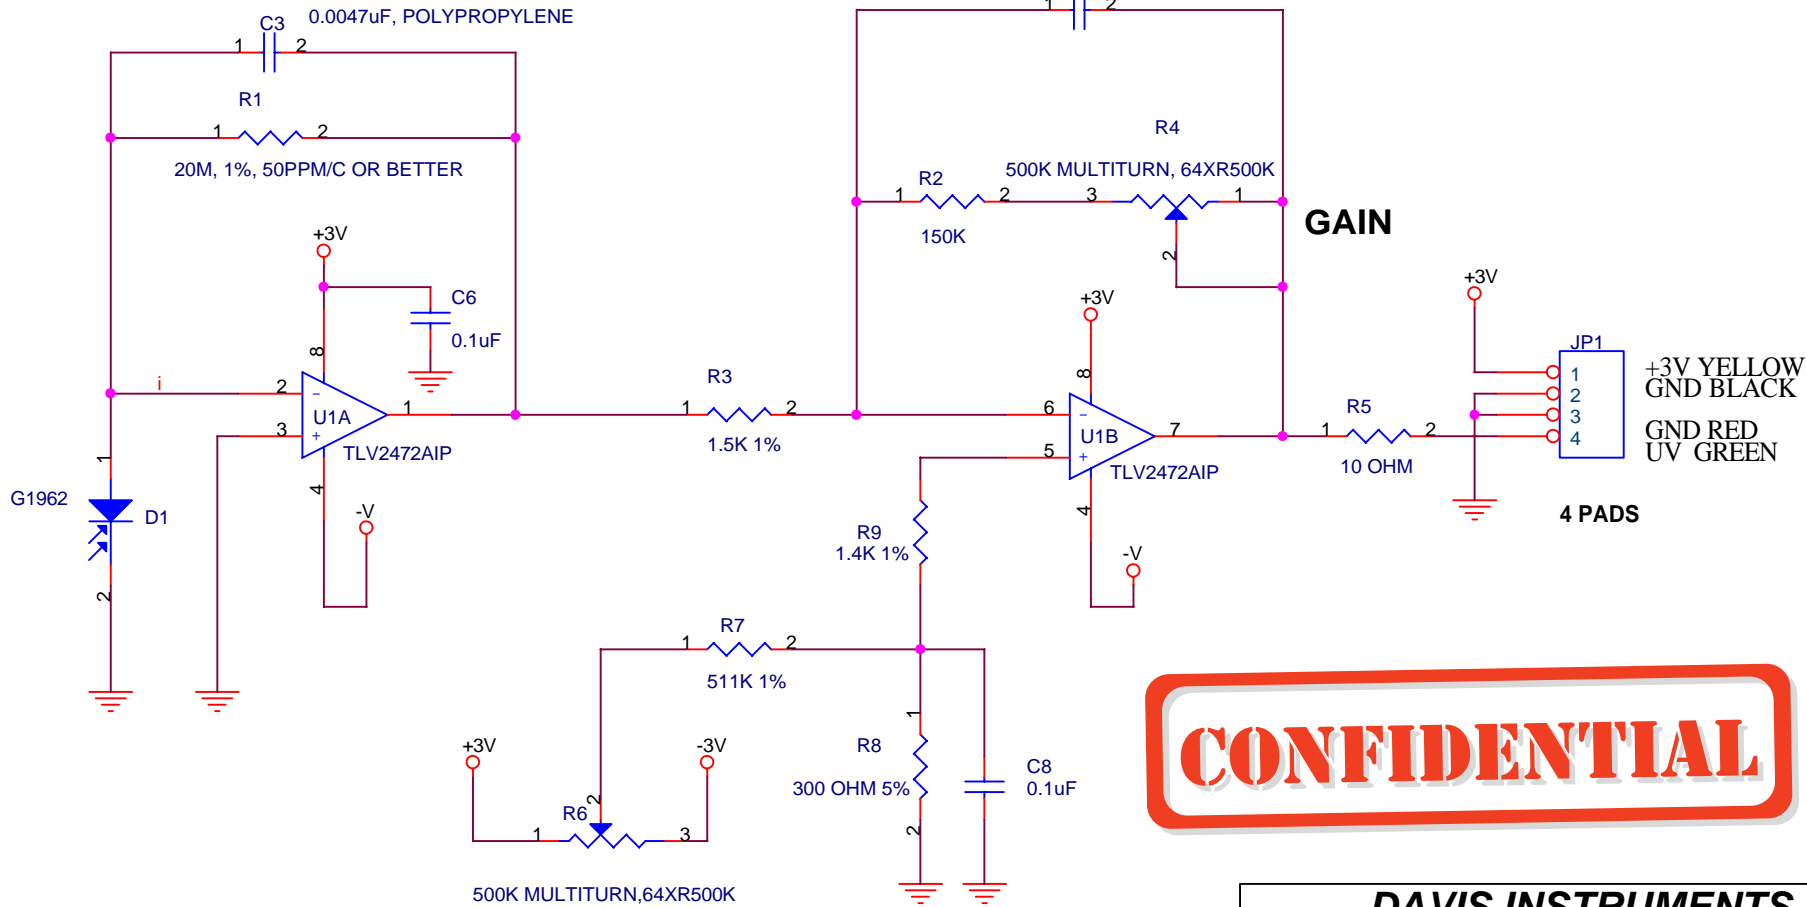 0.0047uF, POLYPROPYLENE
C3
1 2
1 2
R1
1 2
20M, 1%, 50PPM/C OR BETTER
R4
500K MULTITURN, 64XR500K
R2
1 2 3 1
150K
2
GAIN
+3V
C6
0.1uF
8
i
2
U1A
1
3
TLV2472AIP
4
-V
1
G1962
D1
2
R3
1 2
1.5K 1%
+3V
8
6
U1B
7
5
TLV2472AIP
4
-V
R5
1 2
10 OHM
+3V
JP1
1
2
3
4
+3V YELLOW
GND BLACK
GND RED
UV GREEN
4 PADS
R9
1.4K 1%
R7
1 2
511K 1%
+3V
-3V
2
R6
1 3
500K MULTITURN,64XR500K
1
R8
300 OHM 5%
2
C8
0.1uF
CONFIDENTIAL
DAVIS INSTRUMENTS